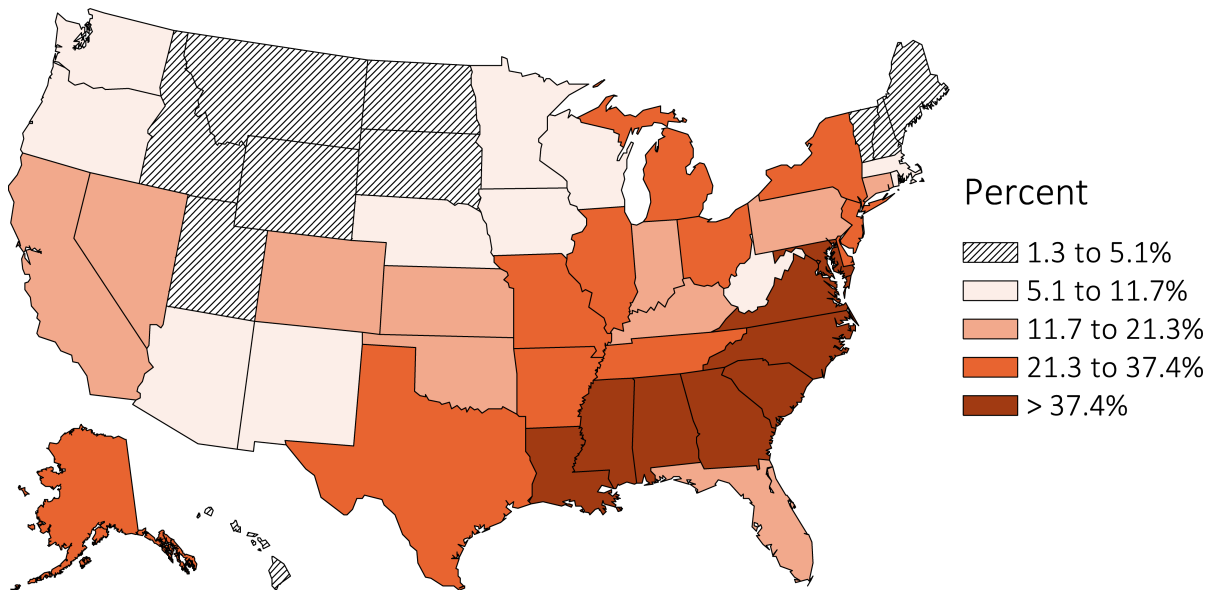 Percent
1.3 to 5.1%
5.1 to 11.7%
11.7 to 21.3%
21.3 to 37.4%
> 37.4%